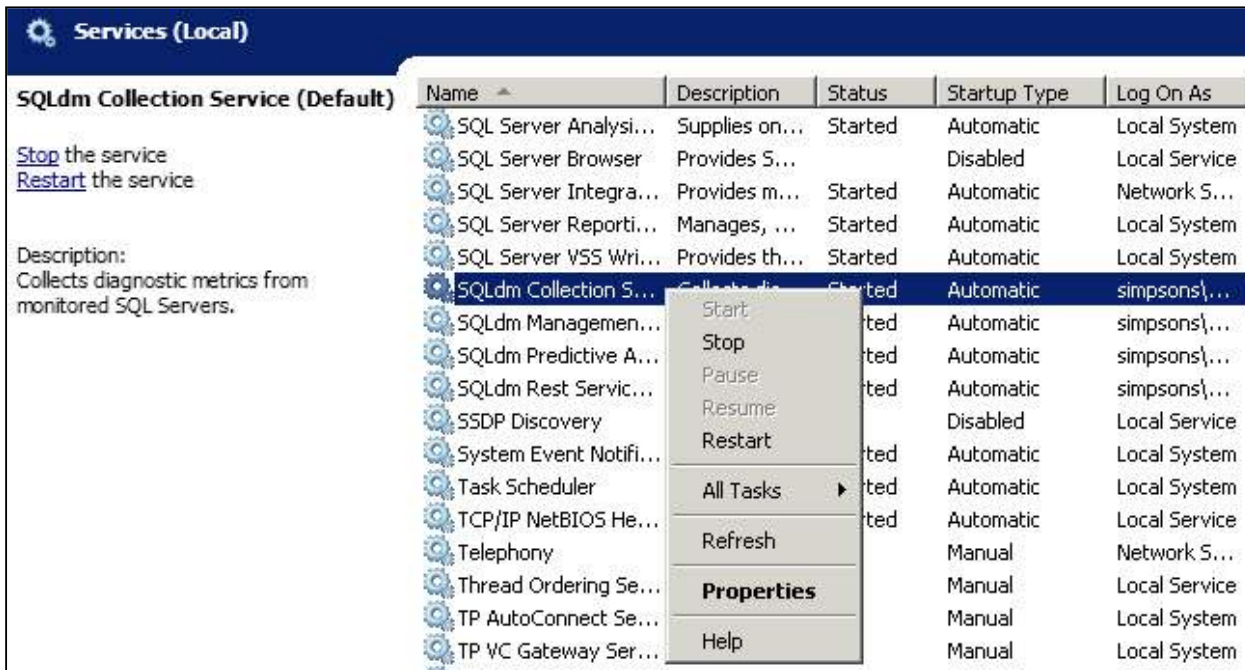 Services (Local)
SQLdm Collection Service (Default)
Stop the service
Restart the service
Description:
Collects diagnostic metrics from
monitored SQL Servers.
Name Description Status Startup Type Log On As
SQL Server Analysi... Supplies on... Started Automatic Local System
SQL Server Browser Provides S... Disabled Local Service
SQL Server Integra... Provides m... Started Automatic Network S...
SQL Server Reporti... Manages, ... Started Automatic Local System
SQL Server VSS Wri... Provides th... Started Automatic Local System
SQLdm Collection S... Automatic simpsons\...
SQLdm Managemen... Automatic simpsons\...
SQLdm Predictive A... Automatic simpsons\...
SQLdm Rest Servic... Automatic simpsons\...
SSDP Discovery Disabled Local Service
System Event Notifi... Automatic Local System
Task Scheduler Automatic Local System
TCP/IP NetBIOS He... Automatic Local Service
Telephony Manual Network S...
Thread Ordering Se... Manual Local Service
TP AutoConnect Se... Manual Local System
TP VC Gateway Ser... Manual Local System
Start
Stop
Pause
Resume
Restart
All Tasks
Refresh
Properties
Help